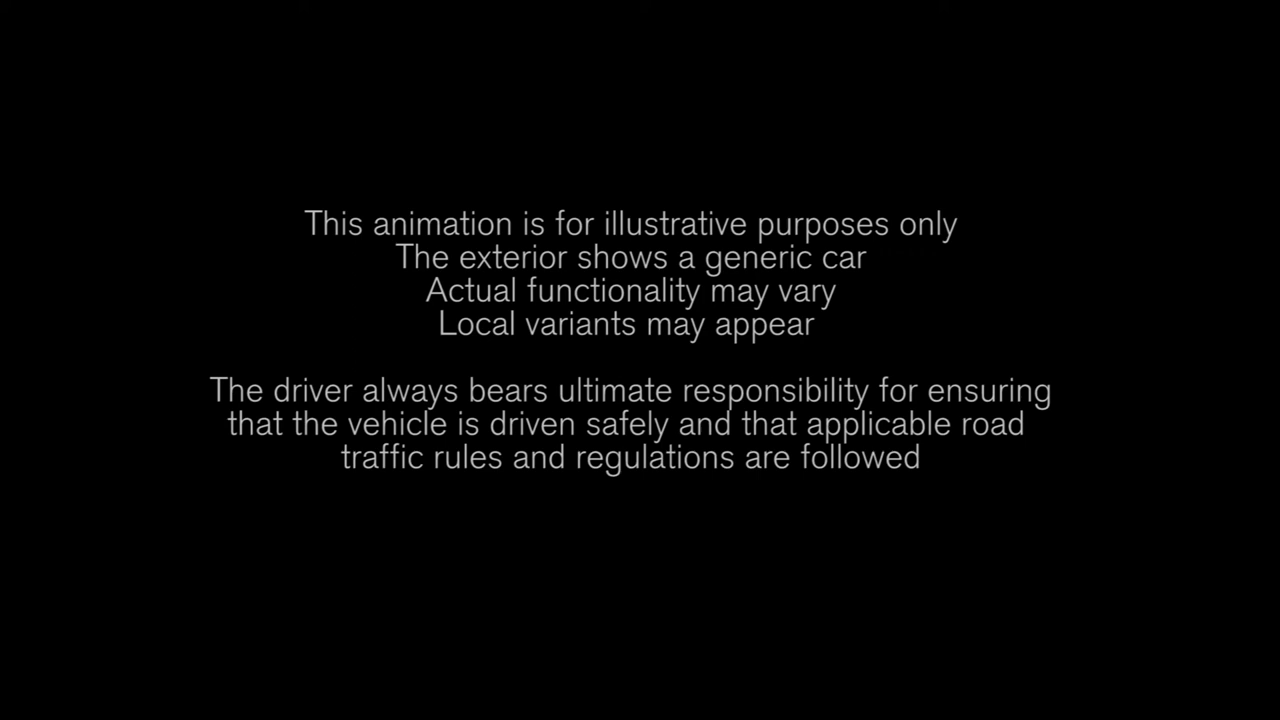 This animation is for illustrative purposes only
The exterior shows a generic car
Actual functionality may vary
Local variants may appear
The driver always bears ultimate responsibility for ensuring
that the vehicle is driven safely and that applicable road
traffic rules and regulations are followed